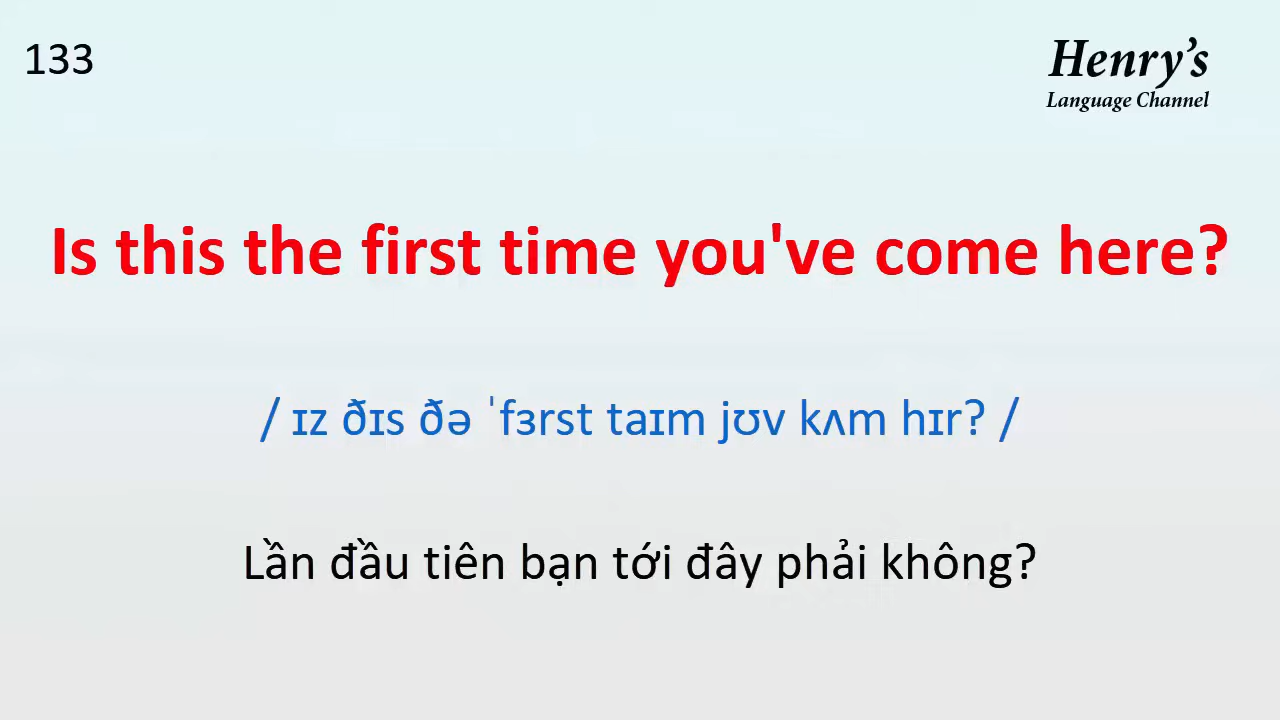 133
Henry's
Language Channel
Is this the first time you've come here?
/ ɪz ðɪs ðə ˈfɜrst taɪm jʊv kʌm hɪr? /
Lần đầu tiên bạn tới đây phải không?